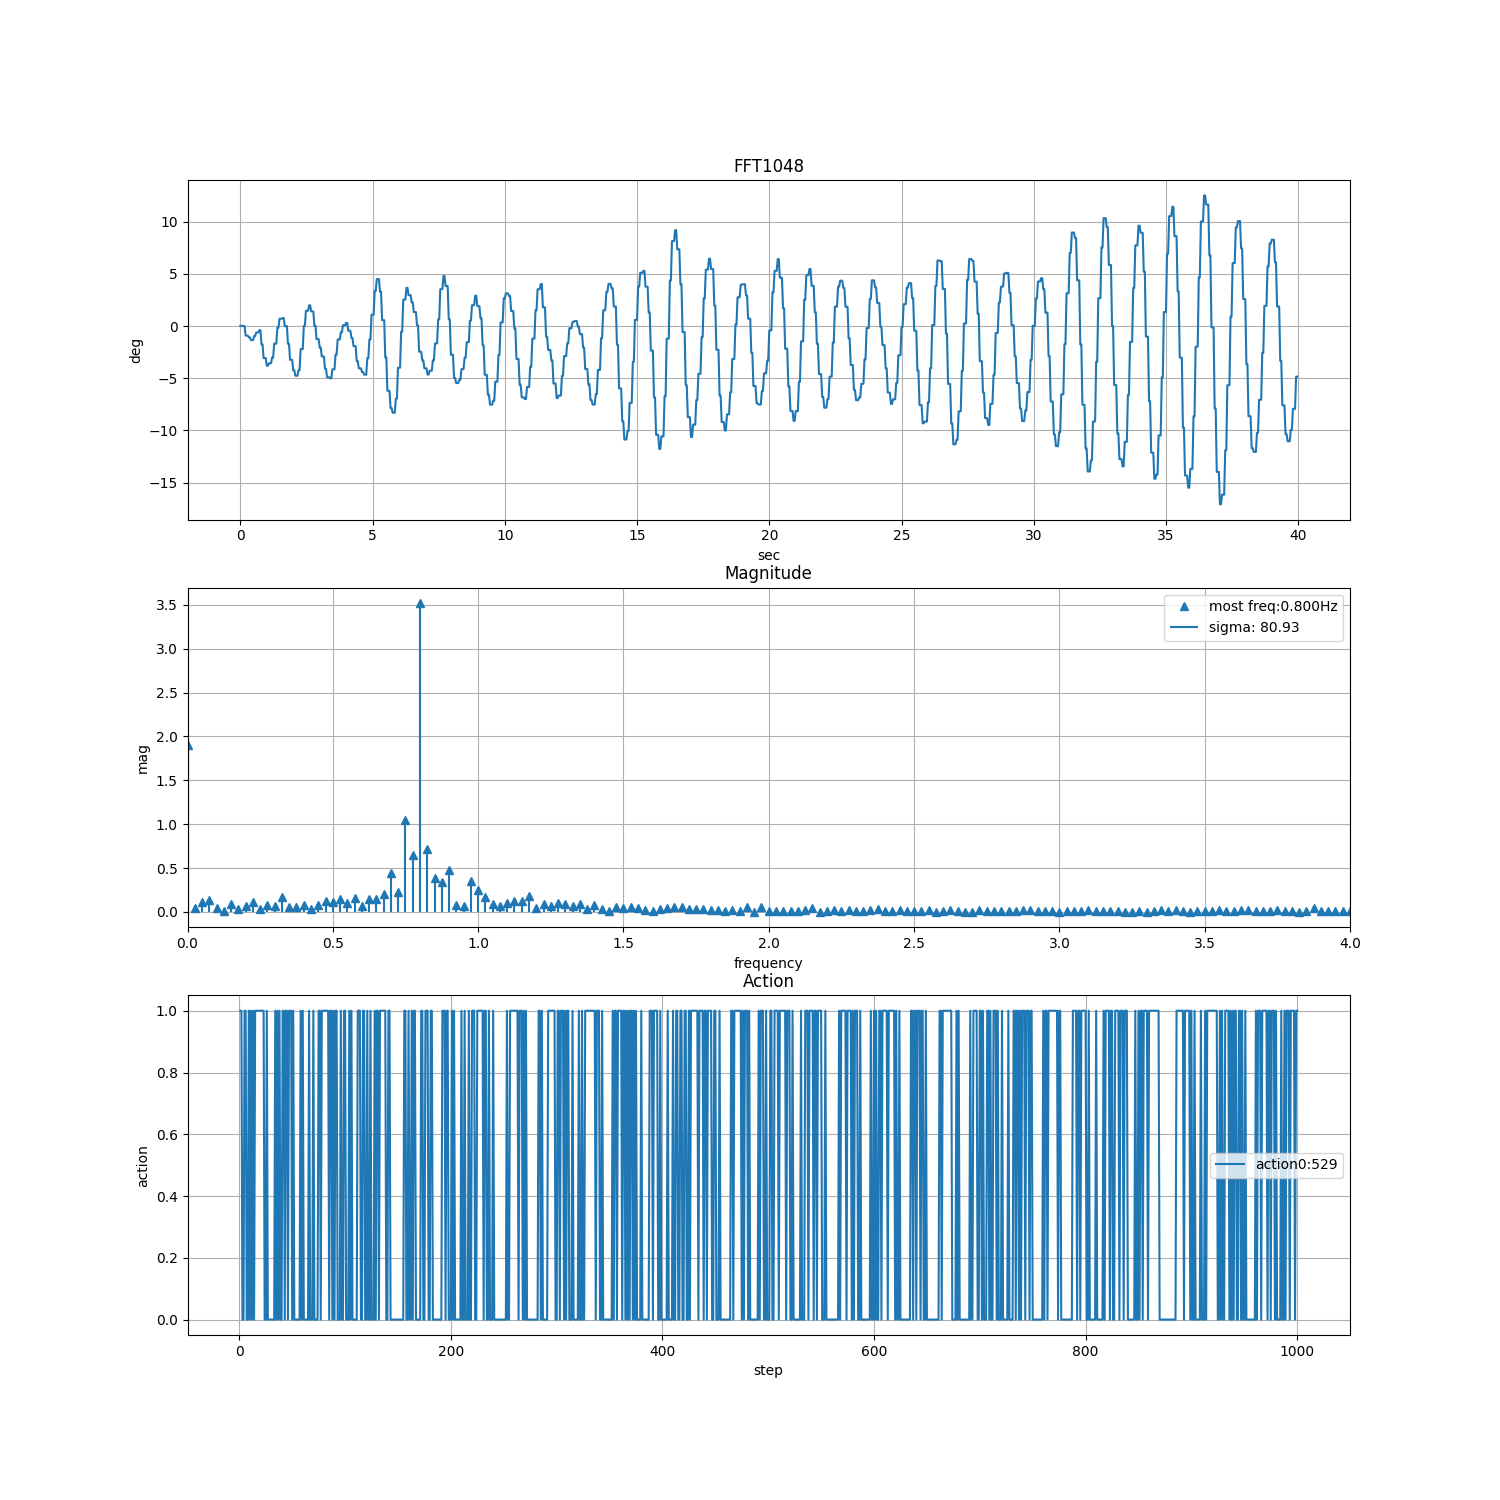 FFT1048
10
5
0
−5
−10
−15
deg
0 5 10 15 20 25 30 35 40
sec
Magnitude
3.5
3.0
2.5
2.0
1.5
1.0
0.5
0.0
mag
most freq:0.800Hz
sigma: 80.93
0.0 0.5 1.0 1.5 2.0 2.5 3.0 3.5 4.0
frequency
Action
1.0
0.8
0.6
0.4
0.2
0.0
action
action0:529
0 200 400 600 800 1000
step